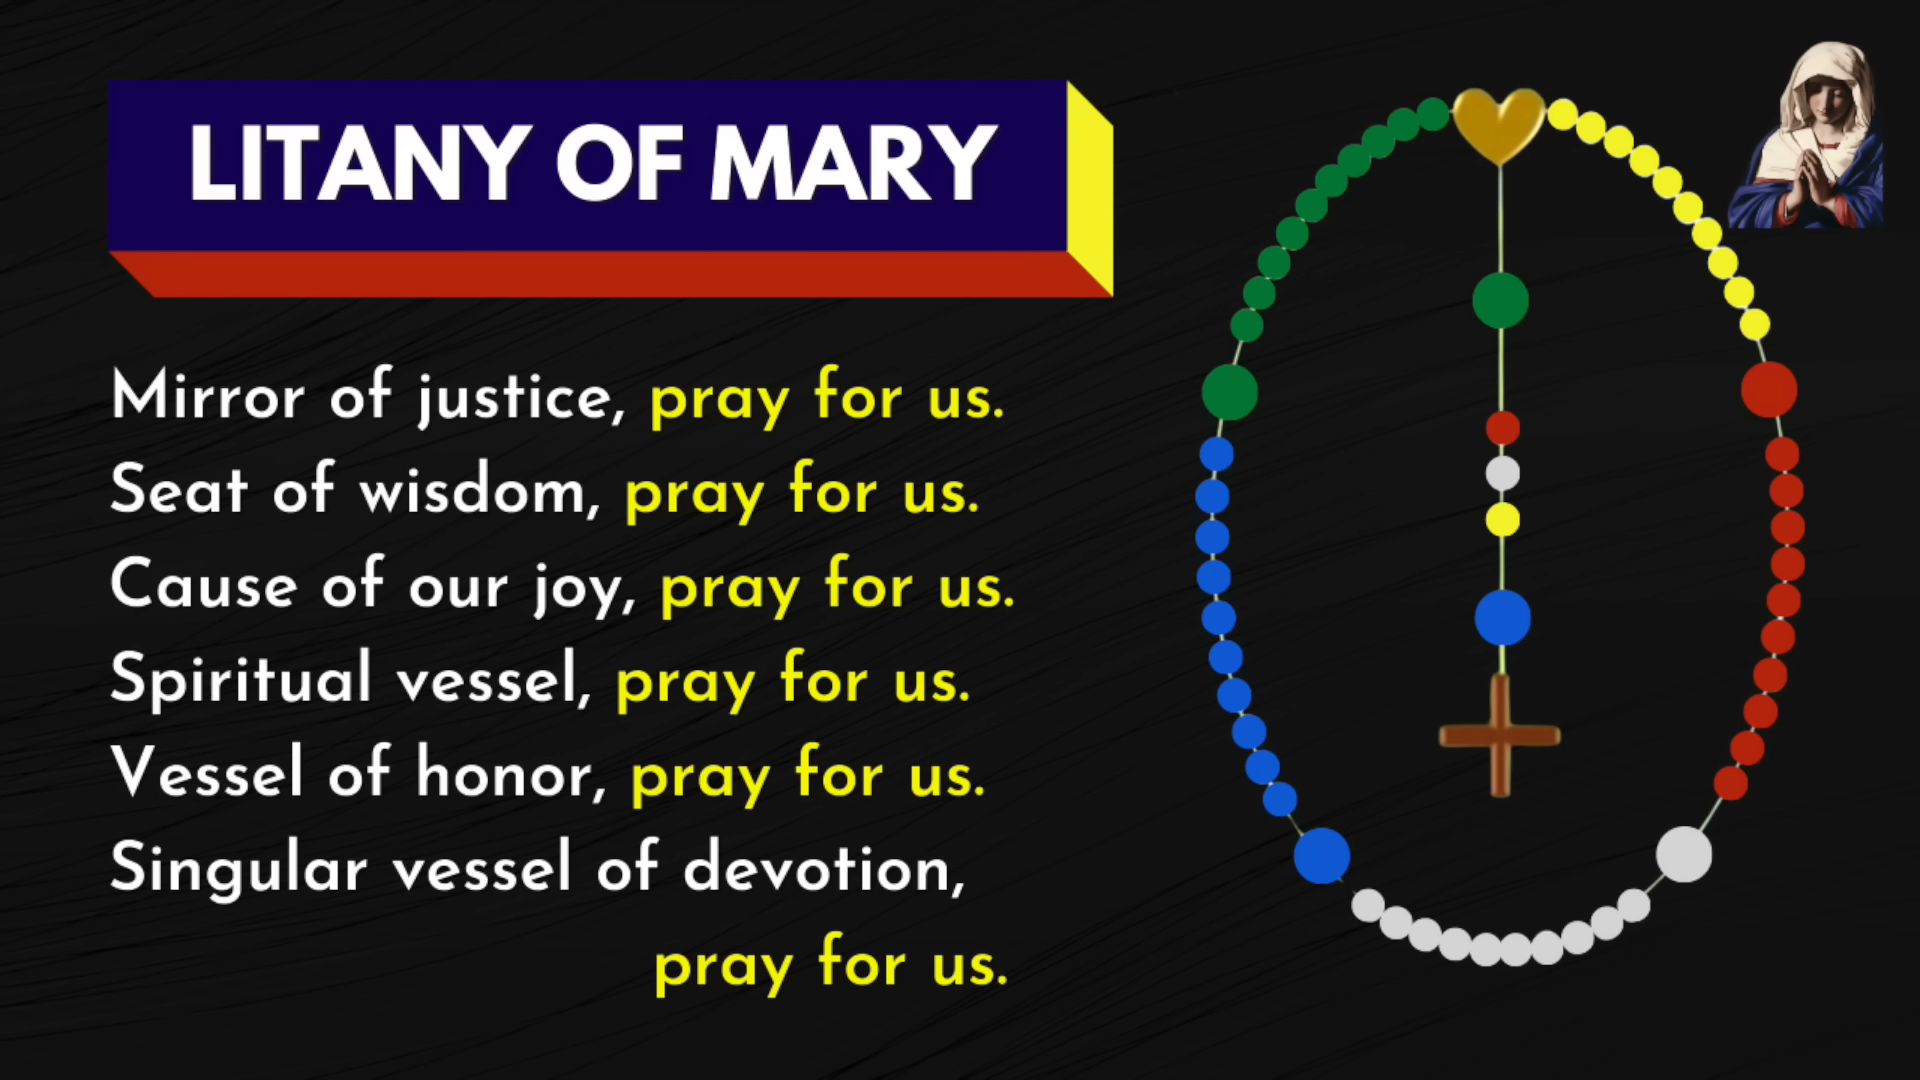 LITANY OF MARY
Mirror of justice, pray for us.
Seat of wisdom, pray for us.
Cause of our joy, pray for us.
Spiritual vessel, pray for us.
Vessel of honor, pray for us.
Singular vessel of devotion,
pray for us.